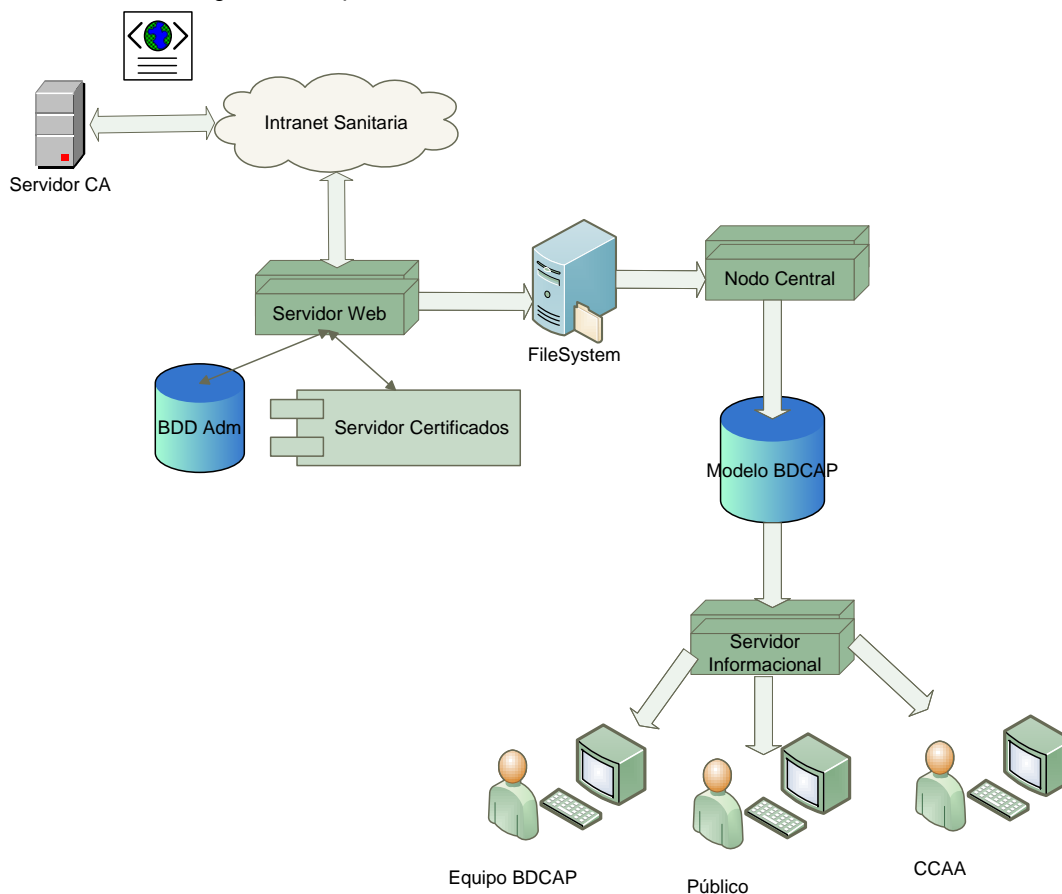 Servidor CA
Intranet Sanitaria
Servidor Web
FileSystem
Nodo Central
BDD Adm
Servidor Certificados
Modelo BDCAP
Servidor
Informacional
Equipo BDCAP
Público
CCAA